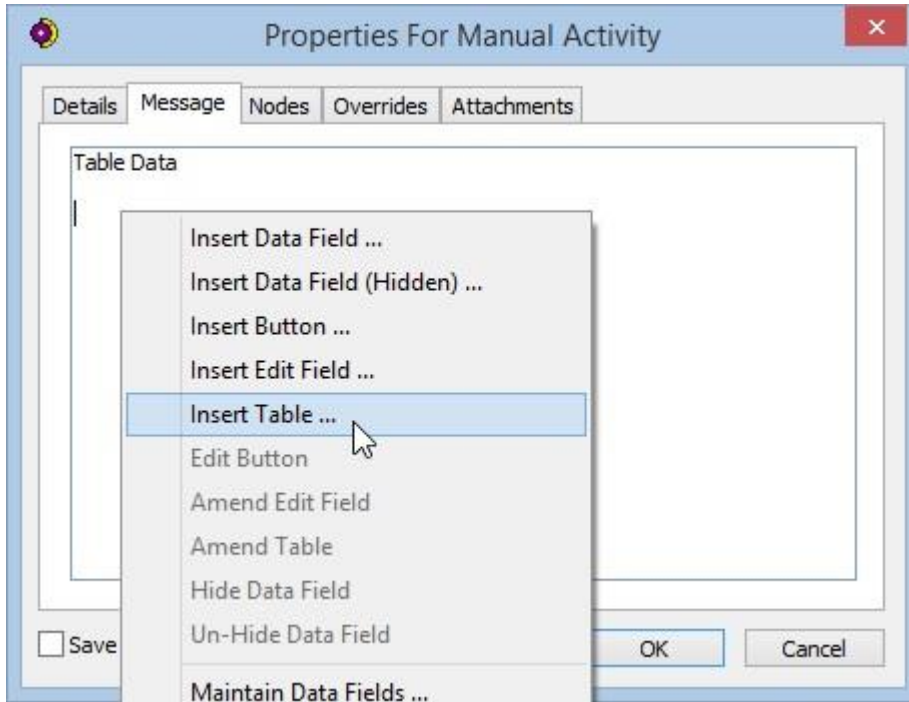 Properties For Manual Activity
Details Message Nodes Overrides Attachments
Table Data
Insert Data Field ...
Insert Data Field (Hidden) ...
Insert Button ...
Insert Edit Field ...
Insert Table ...
Edit Button
Amend Edit Field
Amend Table
Hide Data Field
Un-Hide Data Field
Save OK Cancel
Maintain Data Fields ...